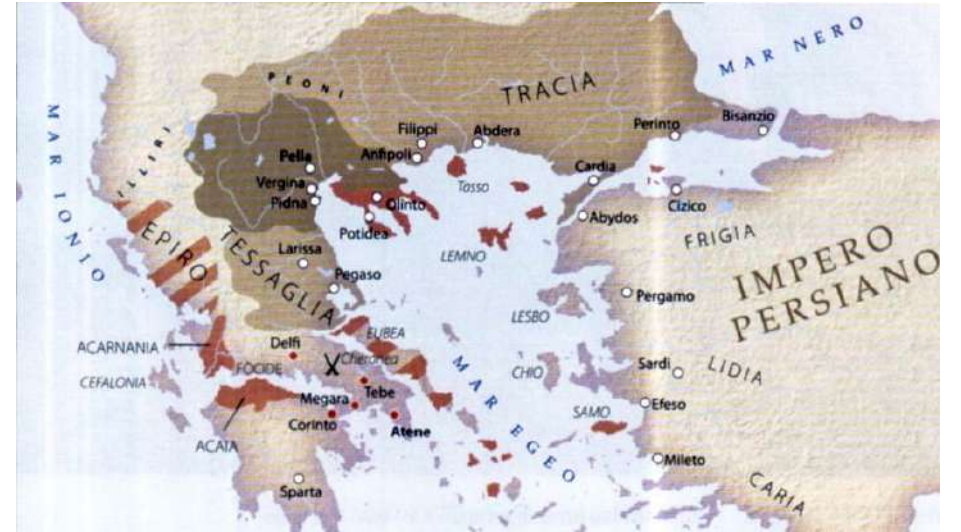 MAR NERO
PEONI
TRACIA
MAR IONIO
Filippi
Abdera
Perinto
Bisanzio
ILLIRI
Pella
Anfipoli
Vergina
Tasso
Cardia
Pidna
Olinto
Abydos
Cizico
EPIRO
TESSAGLIA
Potidea
FRIGIA
Larissa
LEMNO
IMPERO
PERSIANO
Pegaso
Pergamo
LESBO
ACARNANIA
Delfi
EUBEA
MAR EGEO
CEFALONIA
FÒCIDE
Cheronea
CHIO
Sardi
LIDIA
Tebe
Megara
SAMO
Efeso
Corinto
Atene
ACAIA
Mileto
Sparta
CARIA